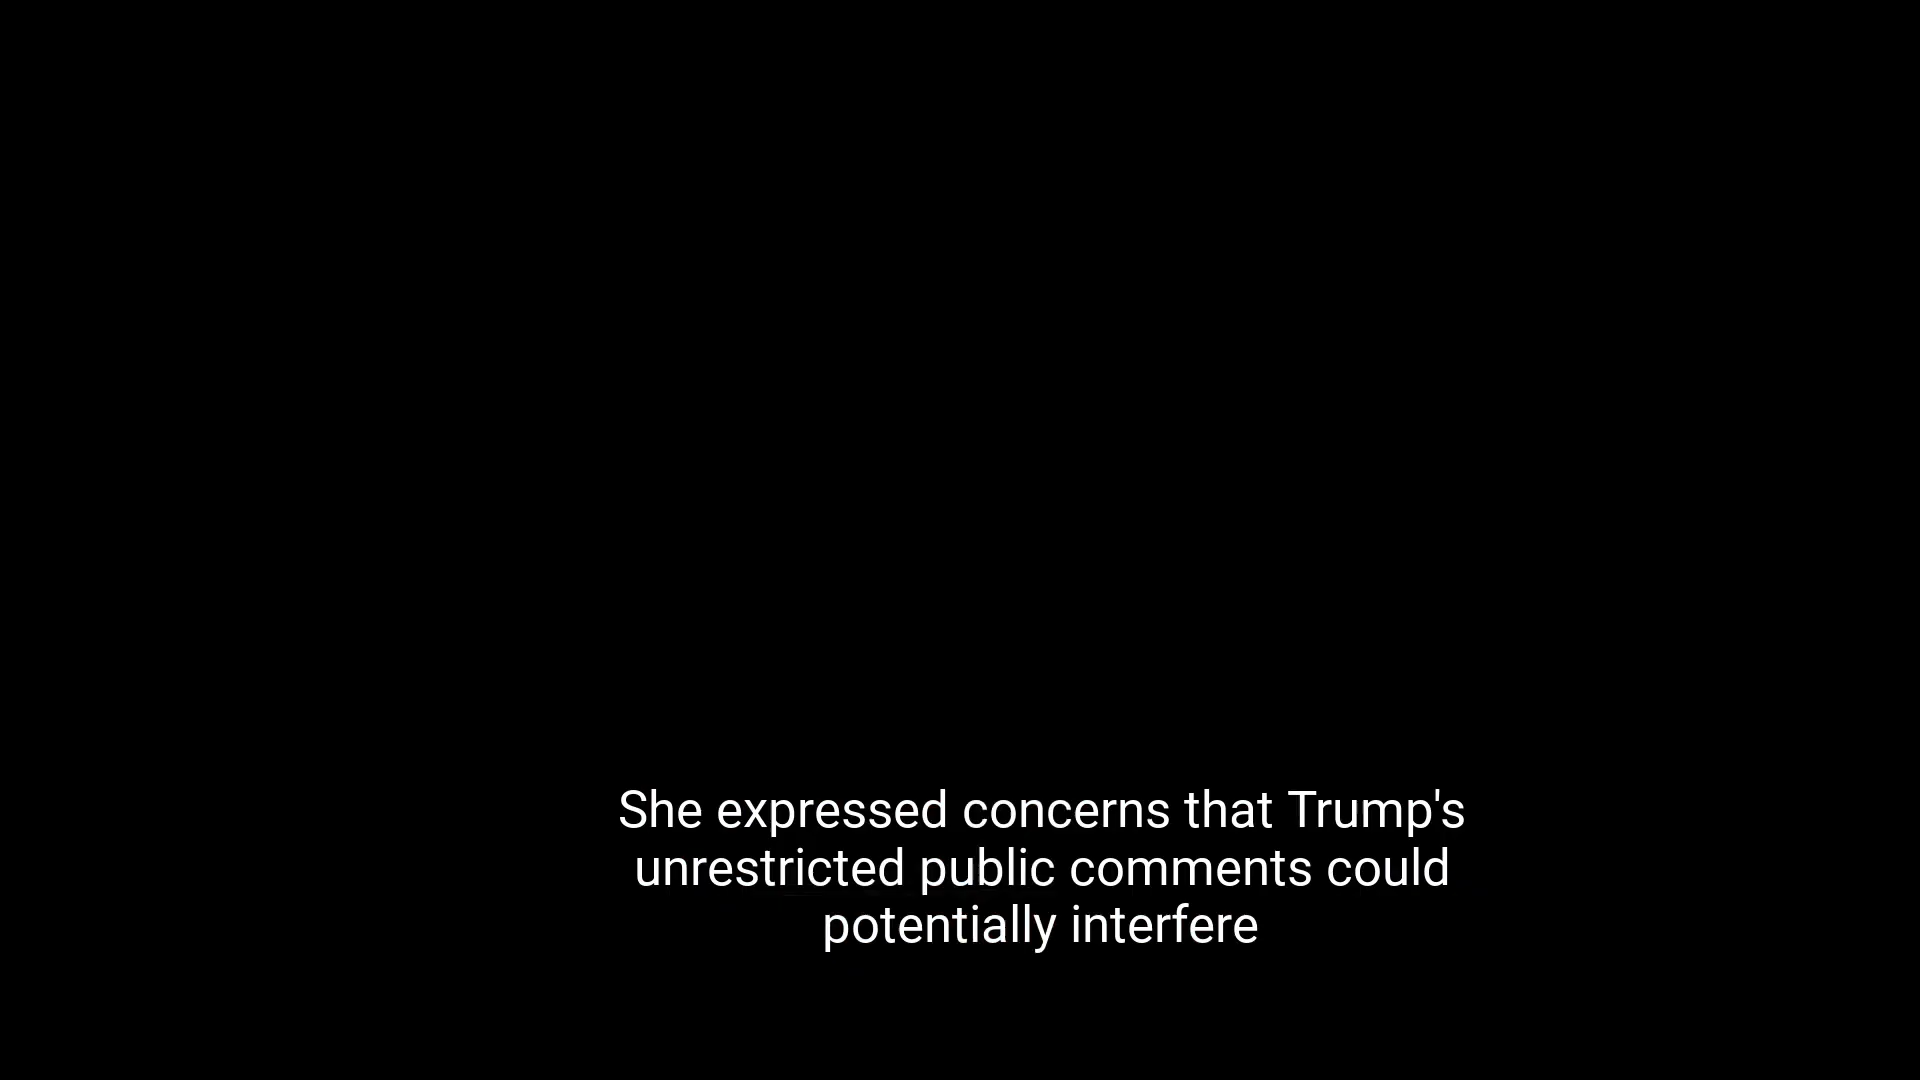 She expressed concerns that Trump's
unrestricted public comments could
potentially interfere